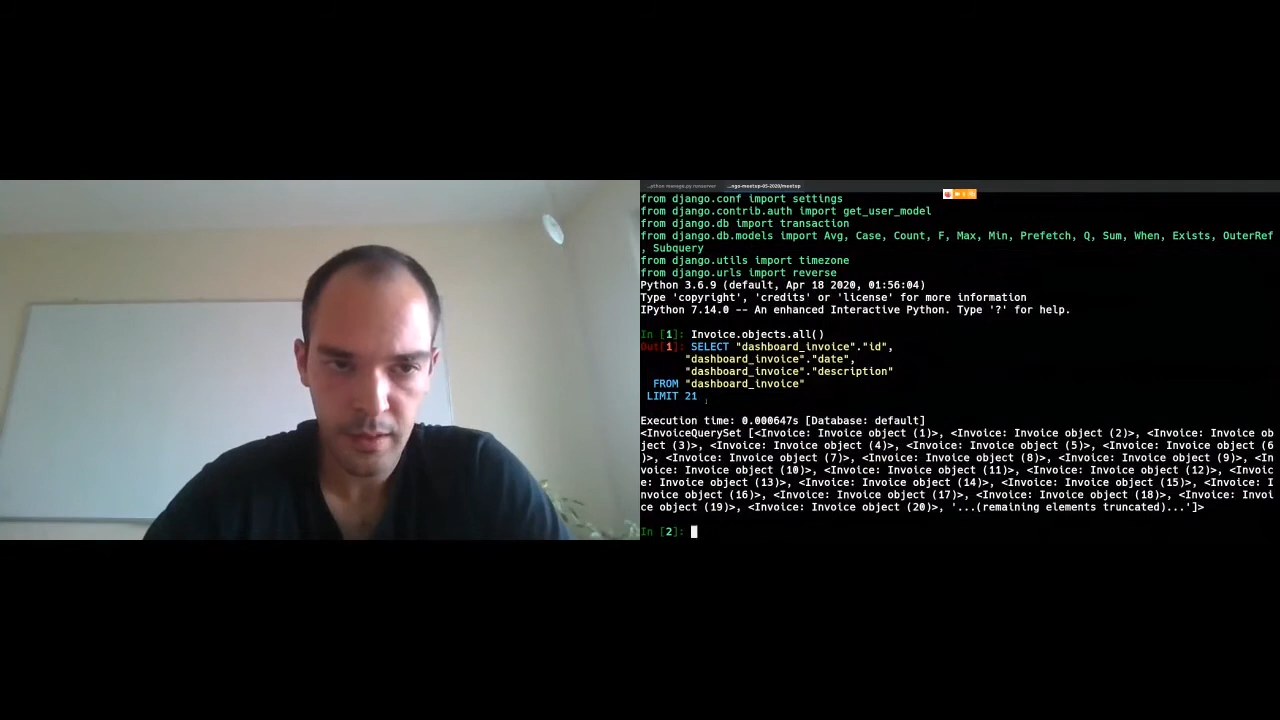 ...pthon manage.py runserver ...ngo-meetup-05-2020/meetup
from django.conf import settings
from django.contrib.auth import get_user_model
from django.db import transaction
from django.db.models import Avg, Case, Count, F, Max, Min, Prefetch, Q, Sum, When, Exists, OuterRef
, Subquery
from django.utils import timezone
from django.urls import reverse
Python 3.6.9 (default, Apr 18 2020, 01:56:04)
Type 'copyright', 'credits' or 'license' for more information
IPython 7.14.0 -- An enhanced Interactive Python. Type '?' for help.
In [1]: Invoice.objects.all()
Out[1]: SELECT "dashboard_invoice"."id",
"dashboard_invoice"."date",
"dashboard_invoice"."description"
FROM "dashboard_invoice"
LIMIT 21
Execution time: 0.000647s [Database: default]
<InvoiceQuerySet [<Invoice: Invoice object (1)>, <Invoice: Invoice object (2)>, <Invoice: Invoice ob
ject (3)>, <Invoice: Invoice object (4)>, <Invoice: Invoice object (5)>, <Invoice: Invoice object (6
)>, <Invoice: Invoice object (7)>, <Invoice: Invoice object (8)>, <Invoice: Invoice object (9)>, <In
voice: Invoice object (10)>, <Invoice: Invoice object (11)>, <Invoice: Invoice object (12)>, <Invoic
e: Invoice object (13)>, <Invoice: Invoice object (14)>, <Invoice: Invoice object (15)>, <Invoice: I
nvoice object (16)>, <Invoice: Invoice object (17)>, <Invoice: Invoice object (18)>, <Invoice: Invoi
ce object (19)>, <Invoice: Invoice object (20)>, '...(remaining elements truncated)...']>
In [2]: